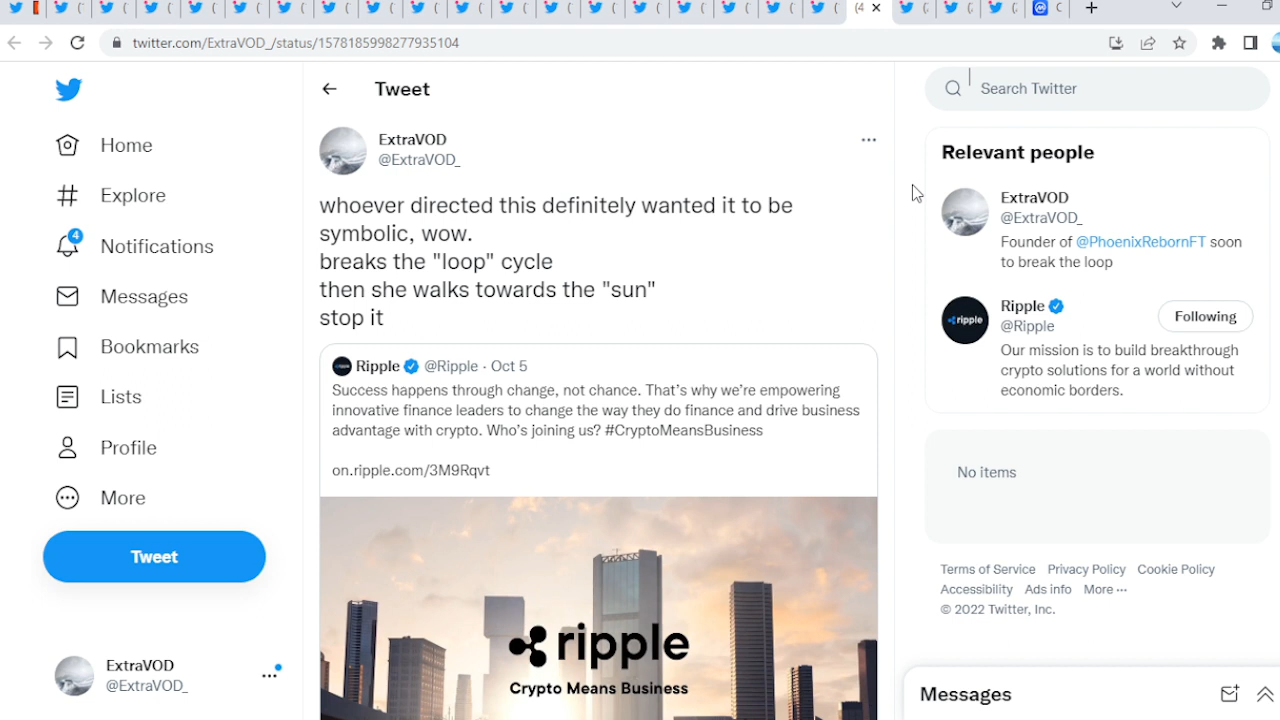 twitter.com/ExtraVOD_/status/1578185998277935104
Home
Explore
4
Notifications
Messages
Bookmarks
Lists
Profile
More
Tweet
ExtraVOD
@ExtraVOD_
Tweet
ExtraVOD
@ExtraVOD_
whoever directed this definitely wanted it to be
symbolic, wow.
breaks the "loop" cycle
then she walks towards the "sun"
stop it
Ripple @Ripple · Oct 5
Success happens through change, not chance. That's why we're empowering
innovative finance leaders to change the way they do finance and drive business
advantage with crypto. Who's joining us? #CryptoMeansBusiness
on.ripple.com/3M9Rqvt
ripple
Crypto Means Business
Search Twitter
Relevant people
ExtraVOD
@ExtraVOD_
Founder of @PhoenixRebornFT soon
to break the loop
ripple
Ripple
@Ripple
Following
Our mission is to build breakthrough
crypto solutions for a world without
economic borders.
No items
Terms of Service Privacy Policy Cookie Policy
Accessibility Ads info More ···
© 2022 Twitter, Inc.
Messages